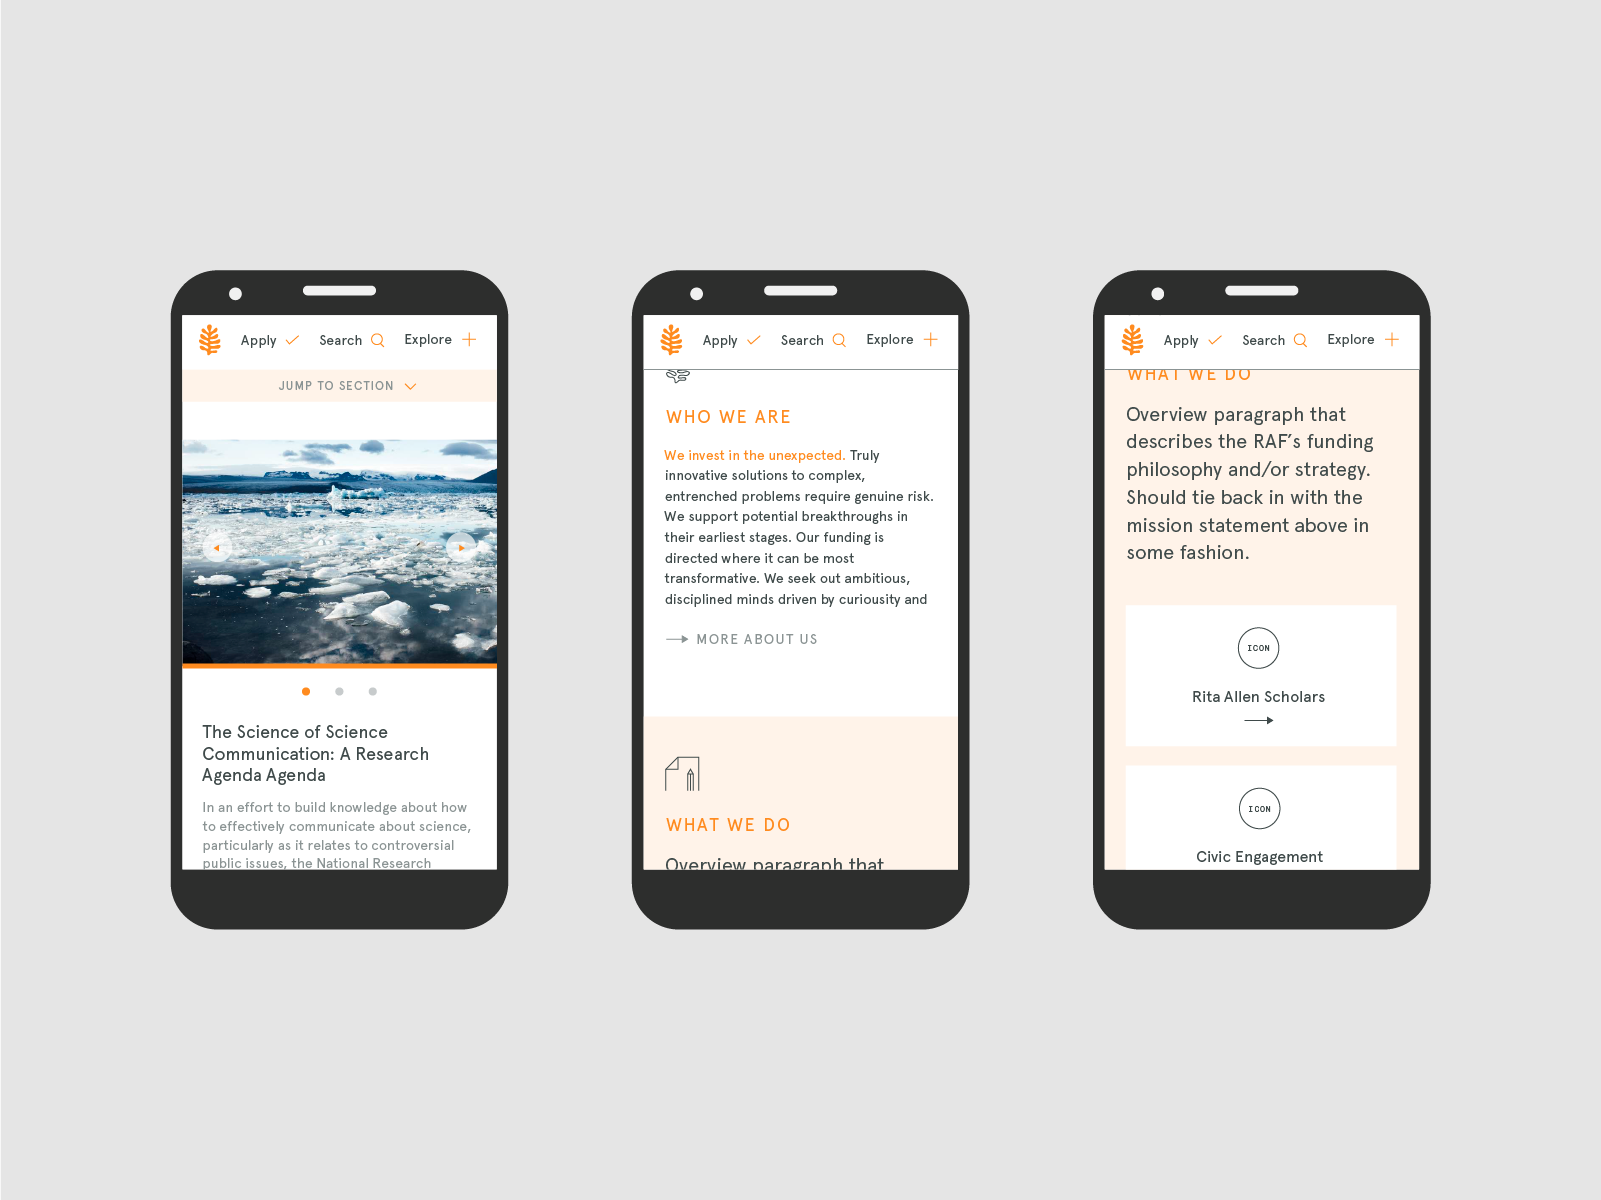 Apply
Search
Explore
JUMP TO SECTION
The Science of Science
Communication: A Research
Agenda Agenda
In an effort to build knowledge about how
to effectively communicate about science,
particularly as it relates to controversial
public issues, the National Research
Apply
Search
Explore
WHO WE ARE
We invest in the unexpected. Truly
innovative solutions to complex,
entrenched problems require genuine risk.
We support potential breakthroughs in
their earliest stages. Our funding is
directed where it can be most
transformative. We seek out ambitious,
disciplined minds driven by curiousity and
MORE ABOUT US
WHAT WE DO
Overview paragraph that
Apply
Search
Explore
WHAT WE DO
Overview paragraph that
describes the RAF’s funding
philosophy and/or strategy.
Should tie back in with the
mission statement above in
some fashion.
ICON
Rita Allen Scholars
ICON
Civic Engagement